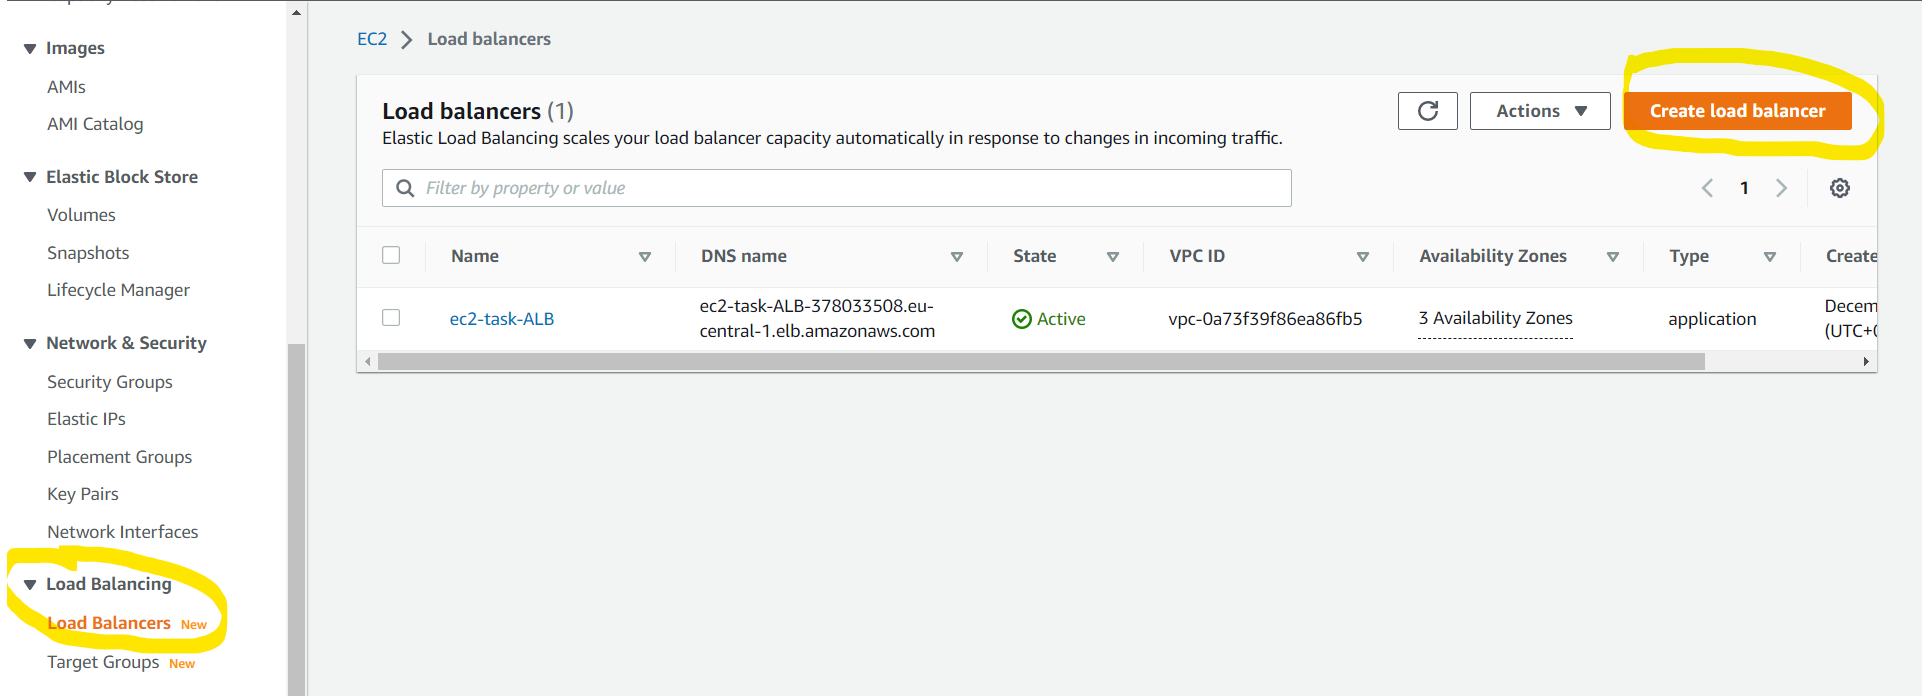 Images
AMIs
AMI Catalog
Elastic Block Store
Volumes
Snapshots
Lifecycle Manager
Network & Security
Security Groups
Elastic IPs
Placement Groups
Key Pairs
Network Interfaces
Load Balancing
Load Balancers New
Target Groups New
EC2 Load balancers
Load balancers (1)
Elastic Load Balancing scales your load balancer capacity automatically in response to changes in incoming traffic.
Actions
Create load balancer
Filter by property or value
1
Name DNS name State VPC ID Availability Zones Type Create
ec2-task-ALB ec2-task-ALB-378033508.eu-
central-1.elb.amazonaws.com Active vpc-0a73f39f86ea86fb5 3 Availability Zones application Decem
(UTC+0